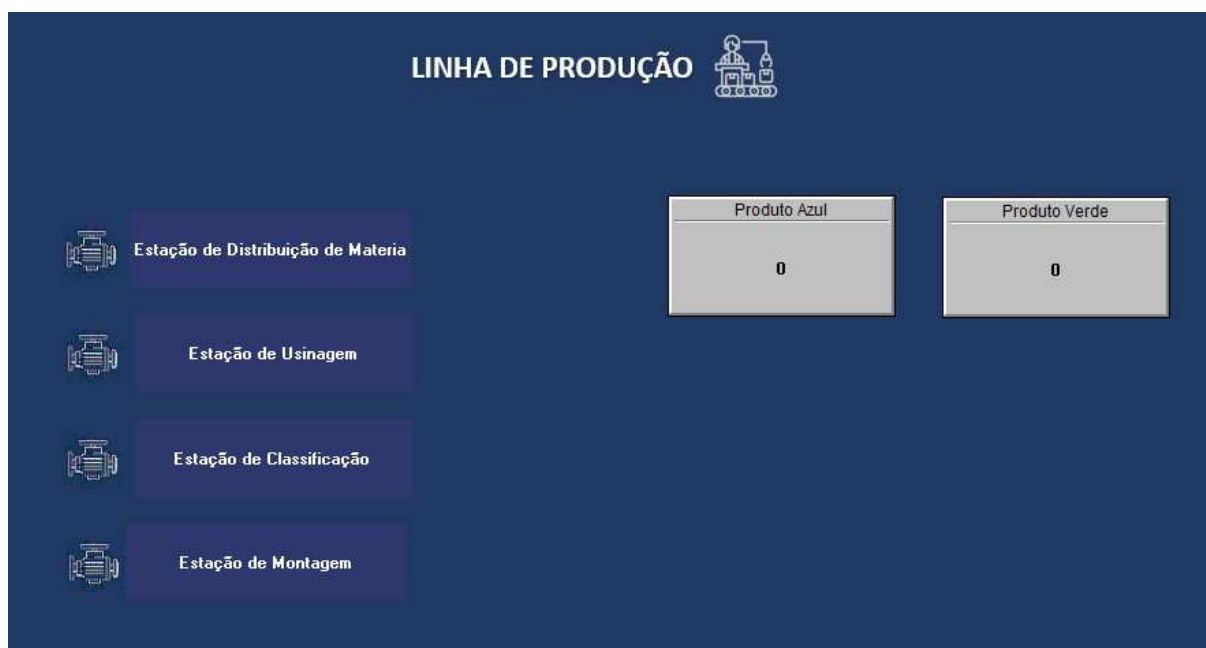 LINHA DE PRODUÇÃO
Produto Azul
Produto Verde
0
0
Estação de Distribuição de Materia
Estação de Usinagem
Estação de Classificação
Estação de Montagem